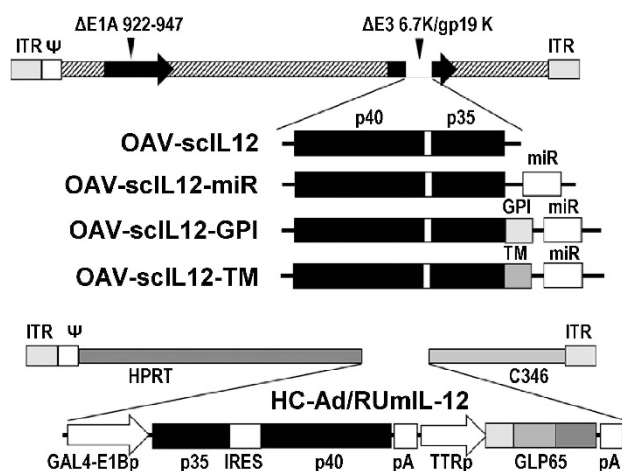 ΔE1A 922-947 ΔE3 6.7K/gp19 K
ITR Ψ ITR
p40 p35
OAV-scIL12
miR
OAV-scIL12-miR
GPI miR
OAV-scIL12-GPI
TM miR
OAV-scIL12-TM
ITR Ψ ITR
HPRT C346
HC-Ad/RUmIL-12
GAL4-E1Bp p35 IRES p40 pA TTRp GLP65 pA